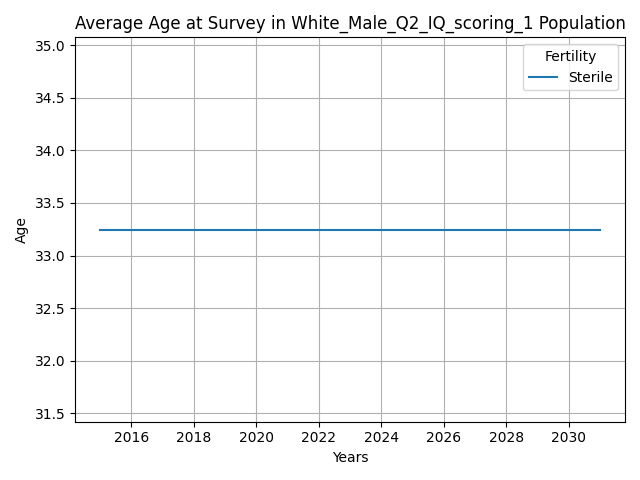 Average Age at Survey in White_Male_Q2_IQ_scoring_1 Population
35.0
34.5
34.0
33.5
33.0
32.5
32.0
31.5
Age
Fertility
Sterile
2016 2018 2020 2022 2024 2026 2028 2030
Years